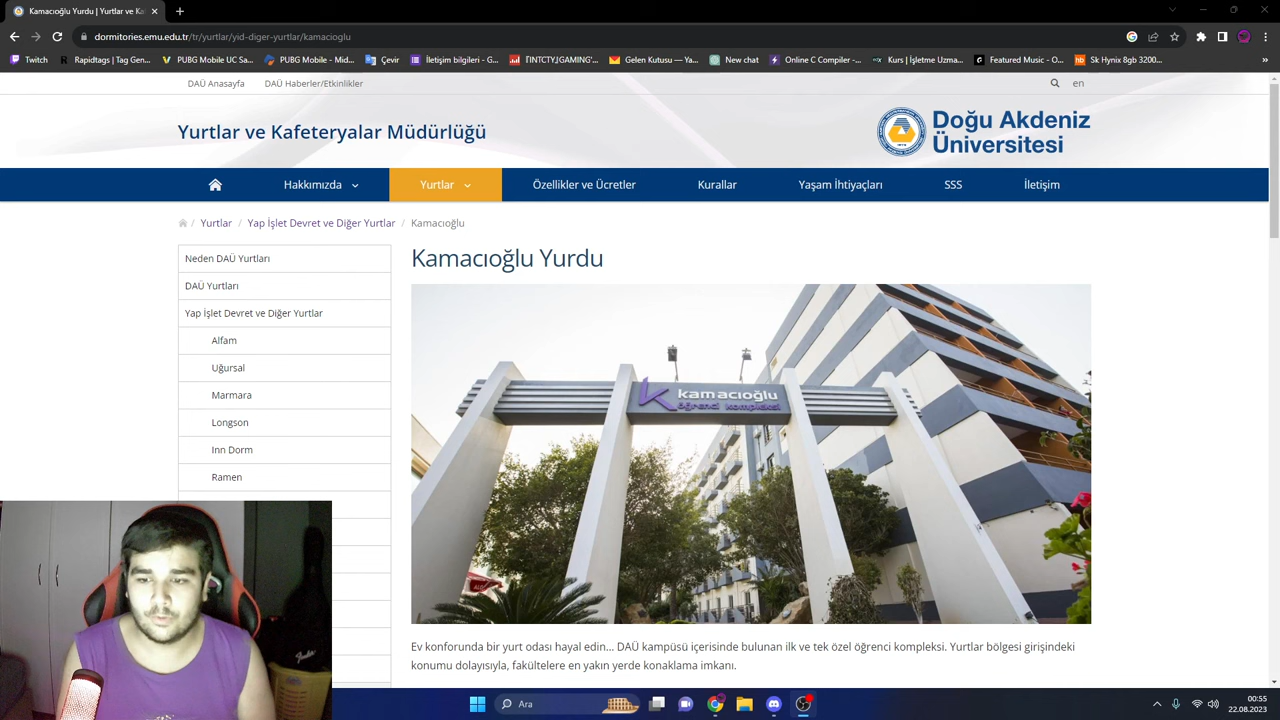 Kamacıoğlu Yurdu | Yurtlar ve Ka
dormitories.emu.edu.tr/tr/yurtlar/yid-diger-yurtlar/kamacioglu
Twitch
Rapidtags | Tag Gen...
PUBG Mobile UC Sa...
PUBG Mobile - Mid...
Çevir
İletişim bilgileri - G...
TINTCTY,IGAMING'...
Gelen Kutusu — Ya...
New chat
Online C Compiler -...
Kurs | İşletme Uzma...
Featured Music - O...
Sk Hynix 8gb 3200...
»
DAÜ Anasayfa
DAÜ Haberler/Etkinlikler
en
Yurtlar ve Kafeteryalar Müdürlüğü
Doğu Akdeniz
Üniversitesi
Hakkımızda
Yurtlar
Özellikler ve Ücretler
Kurallar
Yaşam İhtiyaçları
SSS
İletişim
/ Yurtlar / Yap İşlet Devret ve Diğer Yurtlar / Kamacıoğlu
Neden DAÜ Yurtları
DAÜ Yurtları
Yap İşlet Devret ve Diğer Yurtlar
Alfam
Uğursal
Marmara
Longson
Inn Dorm
Ramen
Kamacıoğlu Yurdu
kamacıoğlu
öğrenci kompleksi
Ev konforunda bir yurt odası hayal edin... DAÜ kampüsü içerisinde bulunan ilk ve tek özel öğrenci kompleksi. Yurtlar bölgesi girişindeki
konumu dolayısıyla, fakültelere en yakın yerde konaklama imkanı.
Fender
Ara
00:55
22.08.2023